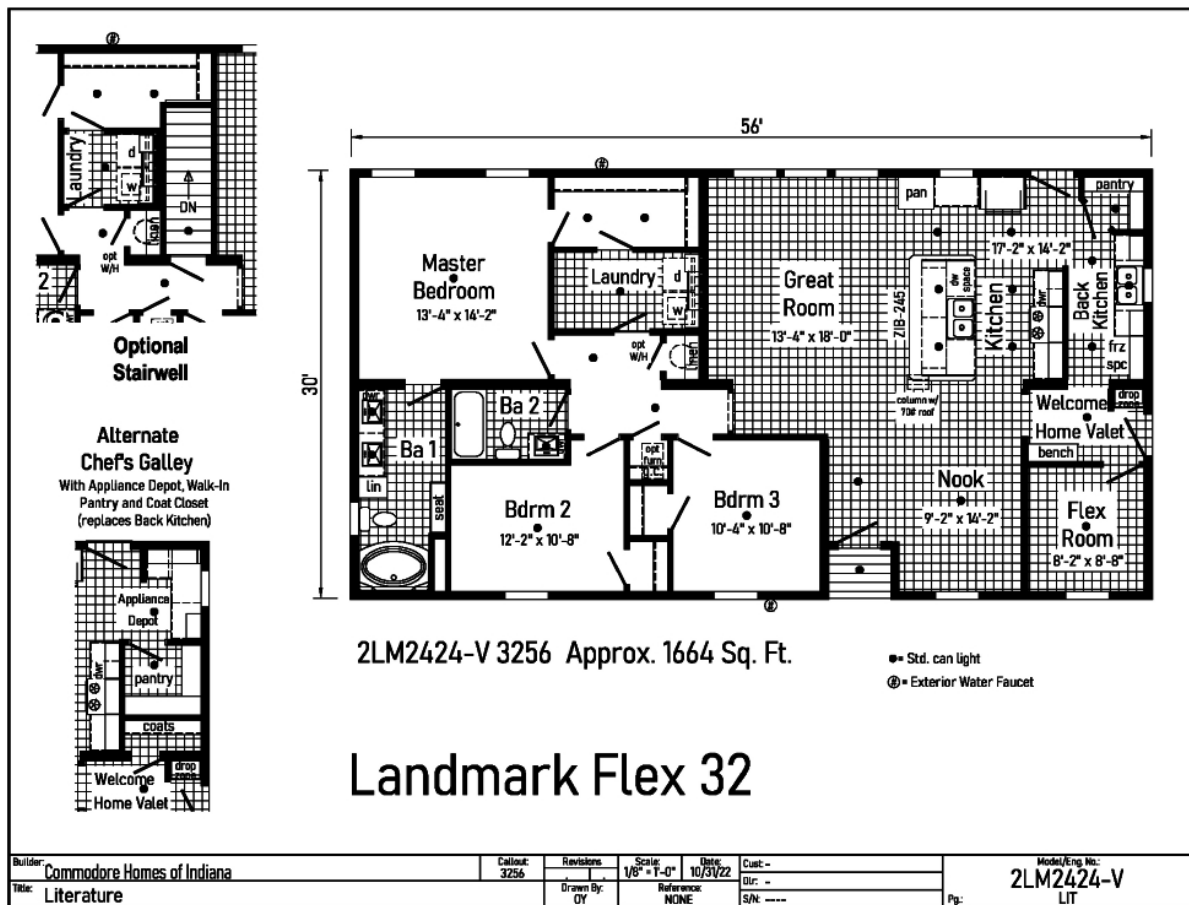 Laundry
d
w
DN
linen
opt
W/H
2
Optional
Stairwell
Alternate
Chef's Galley
With Appliance Depot, Walk-In
Pantry and Coat Closet
(replaces Back Kitchen)
Appliance
Depot
dwr
pantry
coats
Welcome
Home Valet
drop
zone
56'
30'
Master
Bedroom
13'-4" x 14'-2"
Laundry
d
w
opt
W/H
linen
Great
Room
13'-4" x 18'-0"
pan
pantry
17'-2" x 14'-2"
ZIB-245
dw
space
Kitchen
dwr
Back
Kitchen
frz
spc
column w/
70# roof
Welcome
Home Valet
drop
zone
bench
dwr
Ba 1
lin
seat
Ba 2
opt
furn
Bdrm 2
12'-2" x 10'-8"
Bdrm 3
10'-4" x 10'-8"
Nook
9'-2" x 14'-2"
Flex
Room
8'-2" x 8'-8"
2LM2424-V 3256 Approx. 1664 Sq. Ft.
●= Std. can light
⊕= Exterior Water Faucet
Landmark Flex 32
Builder: Commodore Homes of Indiana
Title: Literature
Callout:
3256
Revisions
Drawn By:
OY
Scale:
1/8" = 1'-0"
Date:
10/31/22
Reference:
NONE
Cust: -
Dlr: -
S/N: ----
Model/Eng. No.:
2LM2424-V
Pg.: LIT